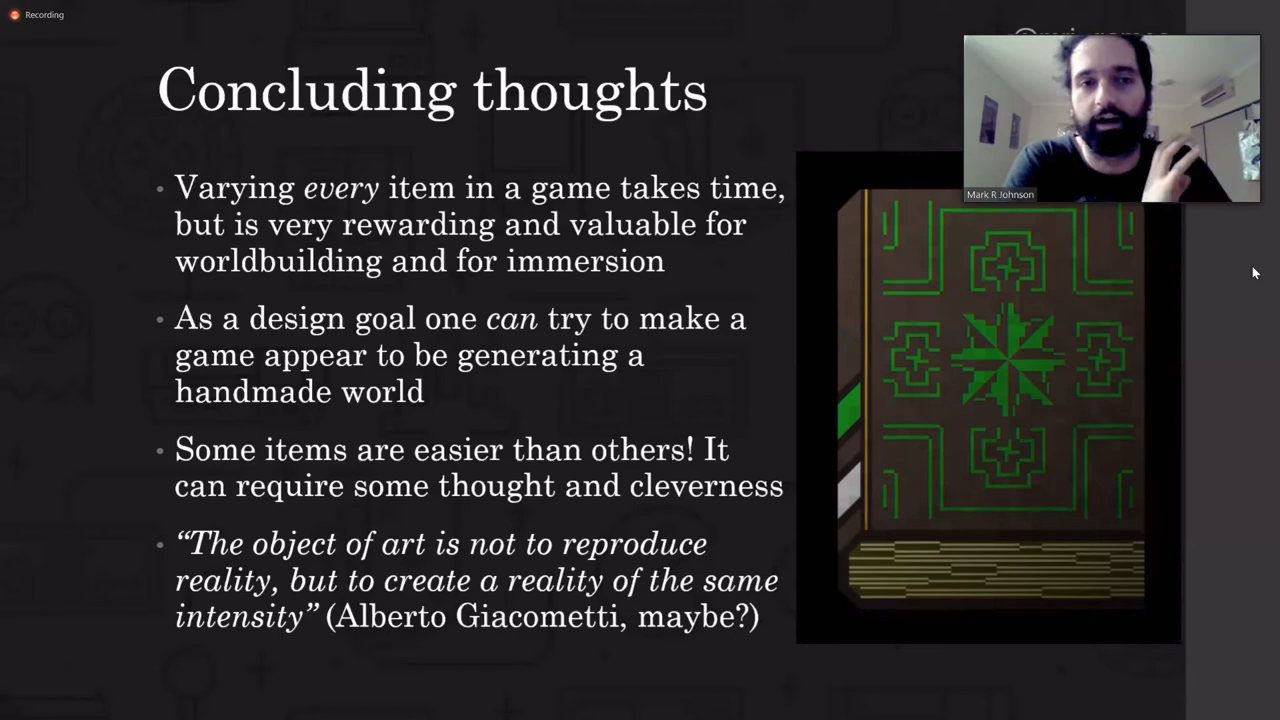 Recording
Concluding thoughts
Mark R Johnson
• Varying every item in a game takes time,
but is very rewarding and valuable for
worldbuilding and for immersion
• As a design goal one can try to make a
game appear to be generating a
handmade world
• Some items are easier than others! It
can require some thought and cleverness
• “The object of art is not to reproduce
reality, but to create a reality of the same
intensity” (Alberto Giacometti, maybe?)